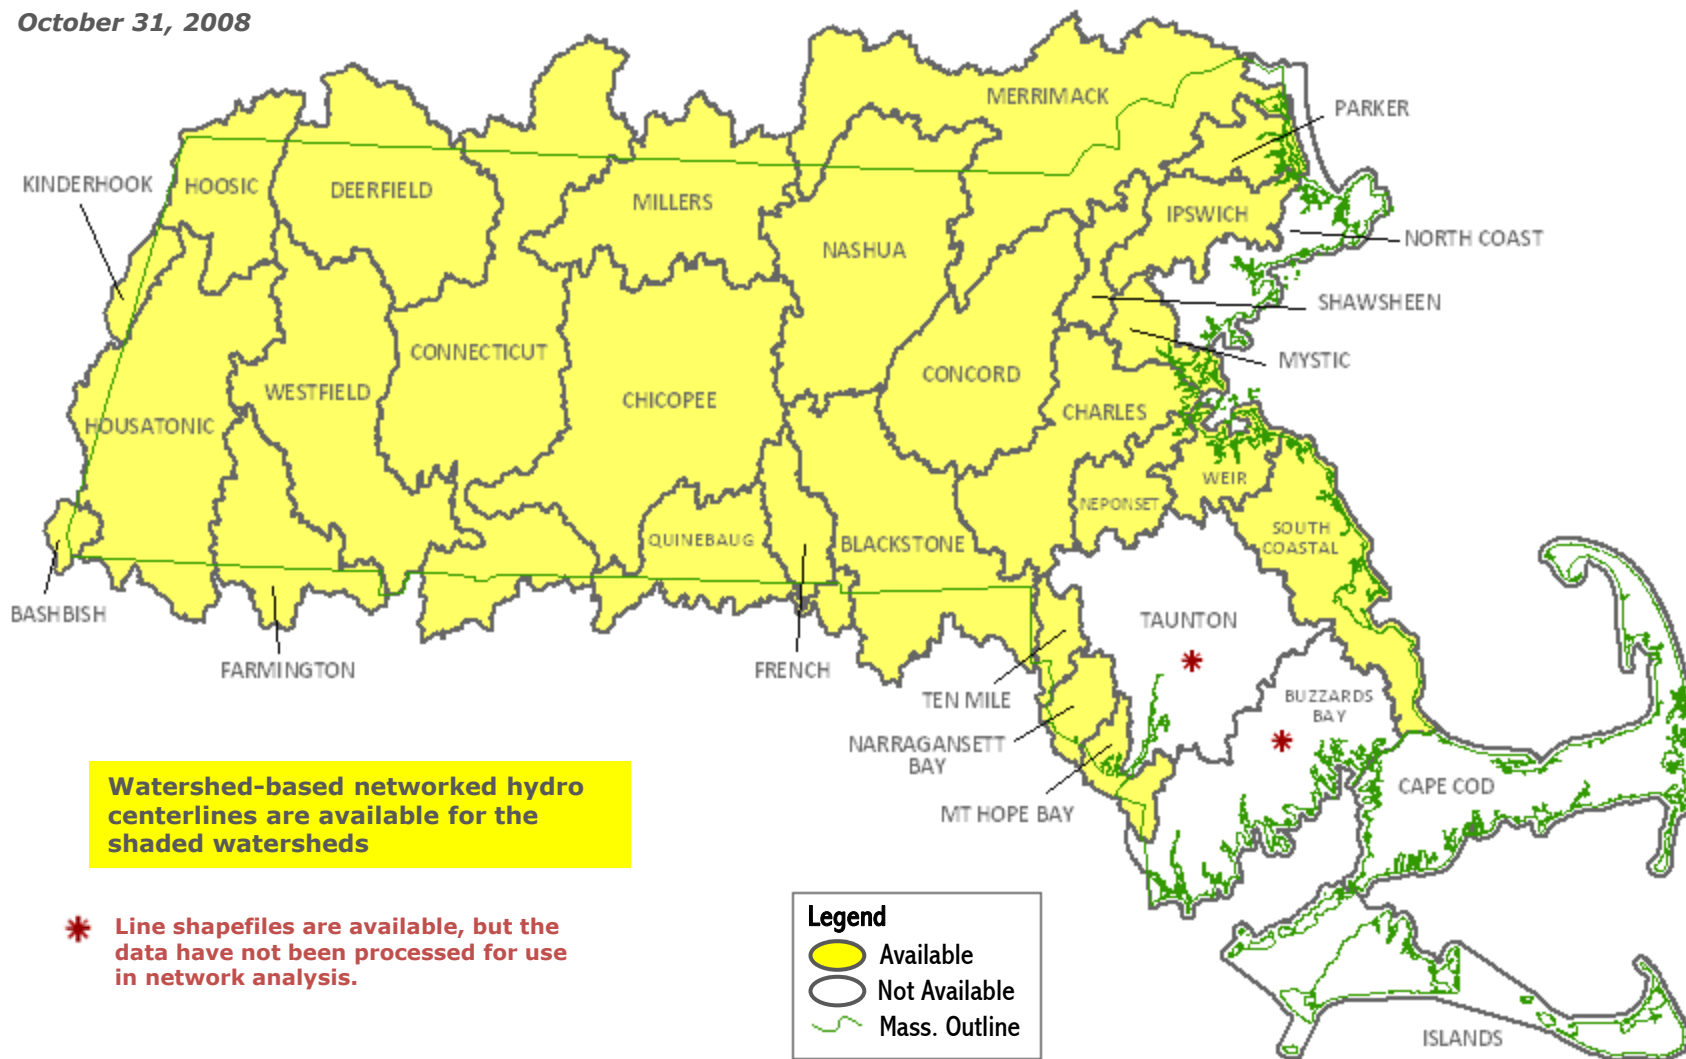 October 31, 2008
MERRIMACK
PARKER
KINDERHOOK
HOOSIC
DEERFIELD
MILLERS
IPSWICH
NORTH COAST
NASHUA
SHAWSHEEN
CONNECTICUT
MYSTIC
WESTFIELD
CHICOPEE
CONCORD
CHARLES
HOUSATONIC
WEIR
NEPONSET
SOUTH
COASTAL
QUINEBAUG
BLACKSTONE
BASHBISH
TAUNTON
FARMINGTON
FRENCH
TEN MILE
BUZZARDS
BAY
NARRAGANSETT
BAY
CAPE COD
MT HOPE BAY
Watershed-based networked hydro
centerlines are available for the
shaded watersheds
Line shapefiles are available, but the
data have not been processed for use
in network analysis.
Legend
Available
Not Available
Mass. Outline
ISLANDS